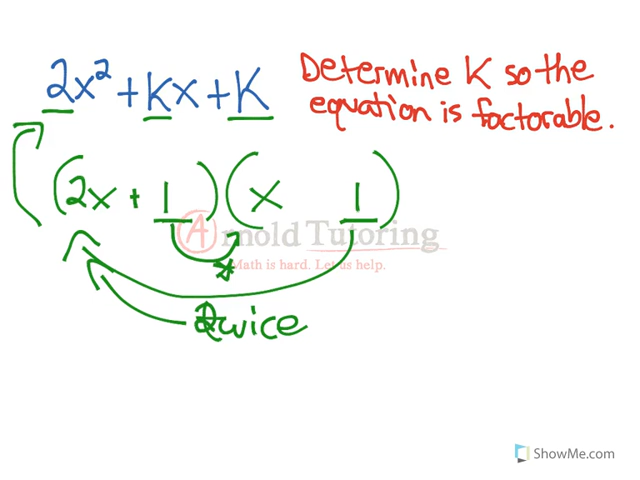 2x² + Kx + K
Determine K so the
equation is factorable.
(2x + 1)(x 1)
Arnold Tutoring
Math is hard. Let us help.
Twice
ShowMe.com